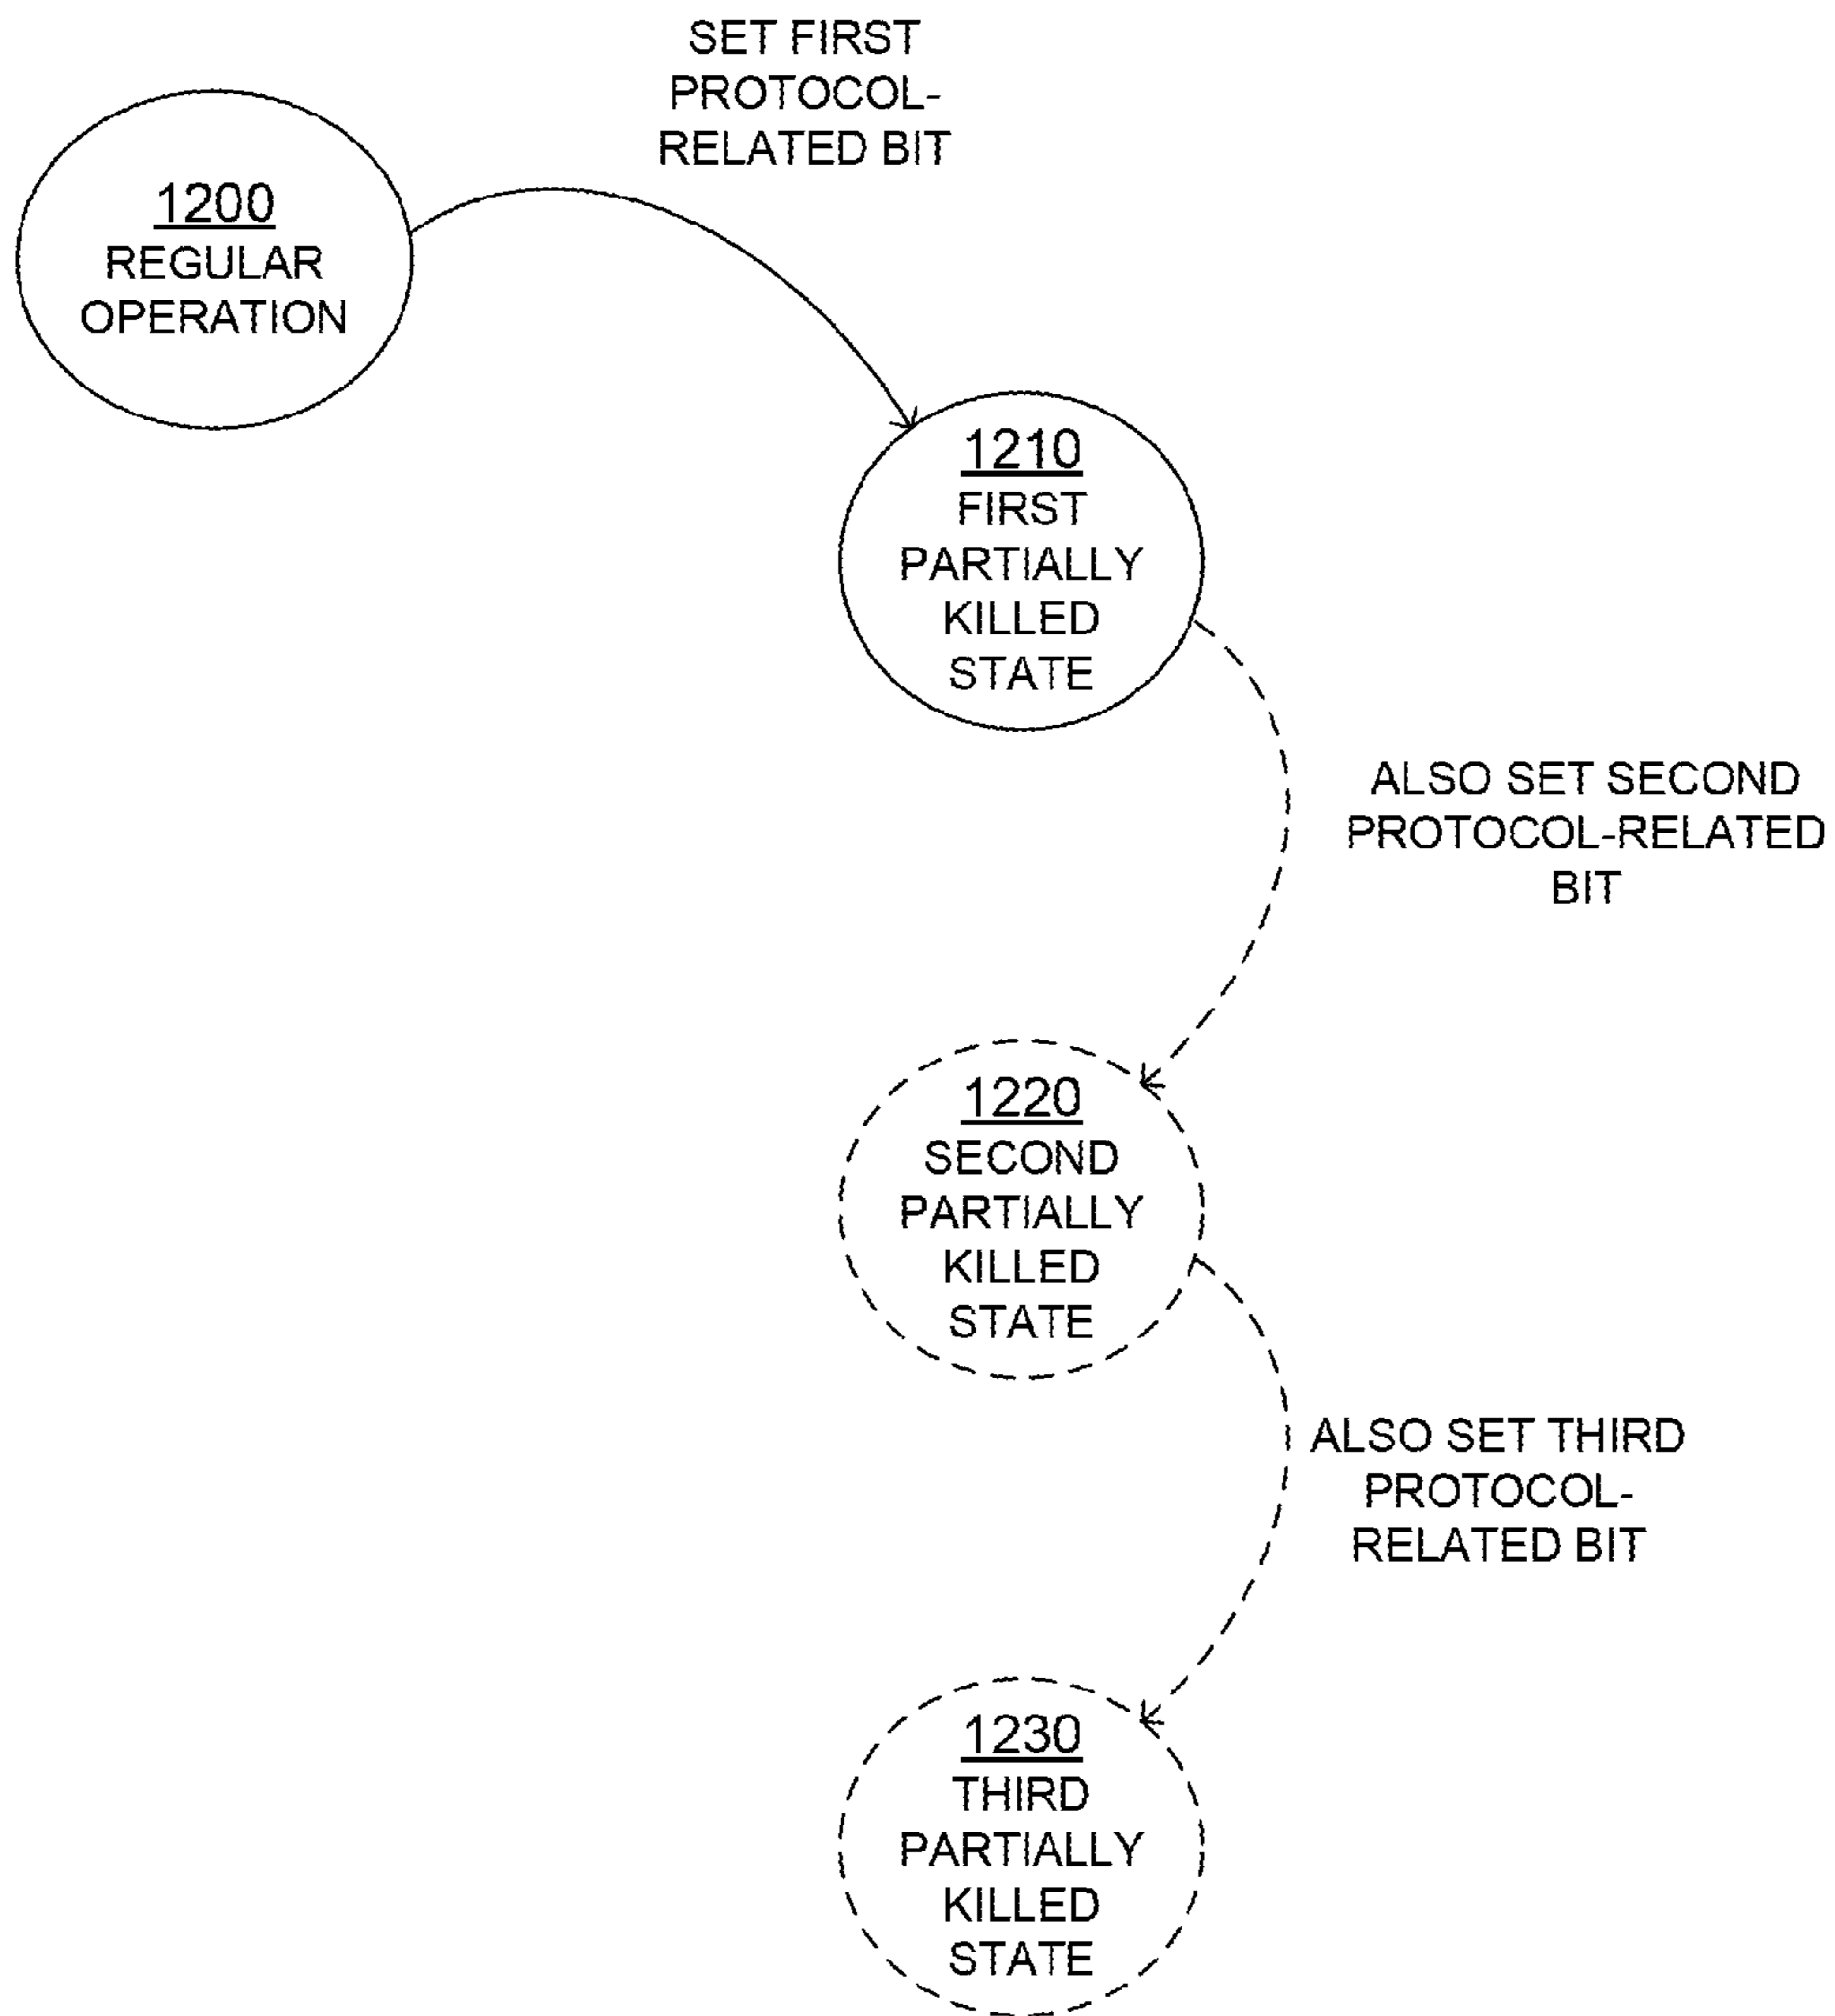 SET FIRST
PROTOCOL-
RELATED BIT
1200
REGULAR
OPERATION
1210
FIRST
PARTIALLY
KILLED
STATE
ALSO SET SECOND
PROTOCOL-RELATED
BIT
1220
SECOND
PARTIALLY
KILLED
STATE
ALSO SET THIRD
PROTOCOL-
RELATED BIT
1230
THIRD
PARTIALLY
KILLED
STATE